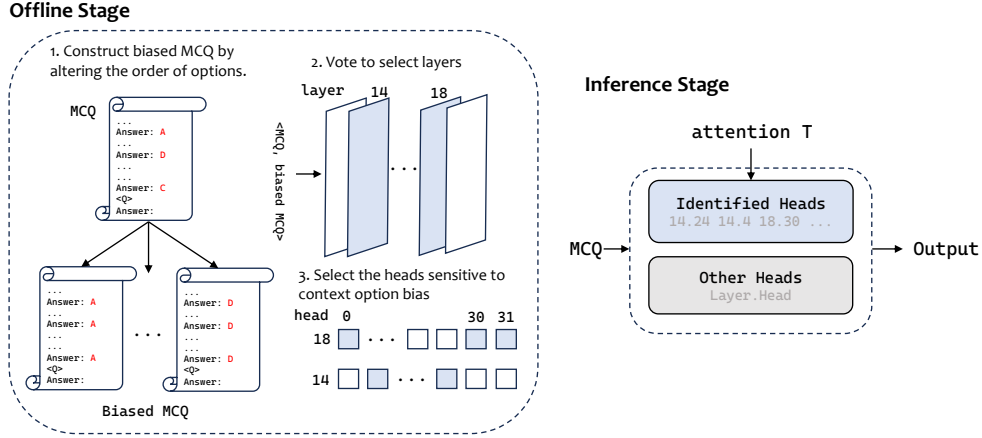 Offline Stage
1. Construct biased MCQ by
altering the order of options.
MCQ
...
Answer: A
...
Answer: D
...
...
Answer: C
<Q>
Answer:
...
Answer: A
...
Answer: A
...
...
Answer: A
<Q>
Answer:
...
...
Answer: D
...
Answer: D
...
...
Answer: D
<Q>
Answer:
Biased MCQ
2. Vote to select layers
layer 14 18
<MCQ, biased MCQ>
...
3. Select the heads sensitive to
context option bias
head 0 30 31
18 ...
14 ...
Inference Stage
attention T
MCQ
Identified Heads
14.24 14.4 18.30 ...
Other Heads
Layer.Head
Output